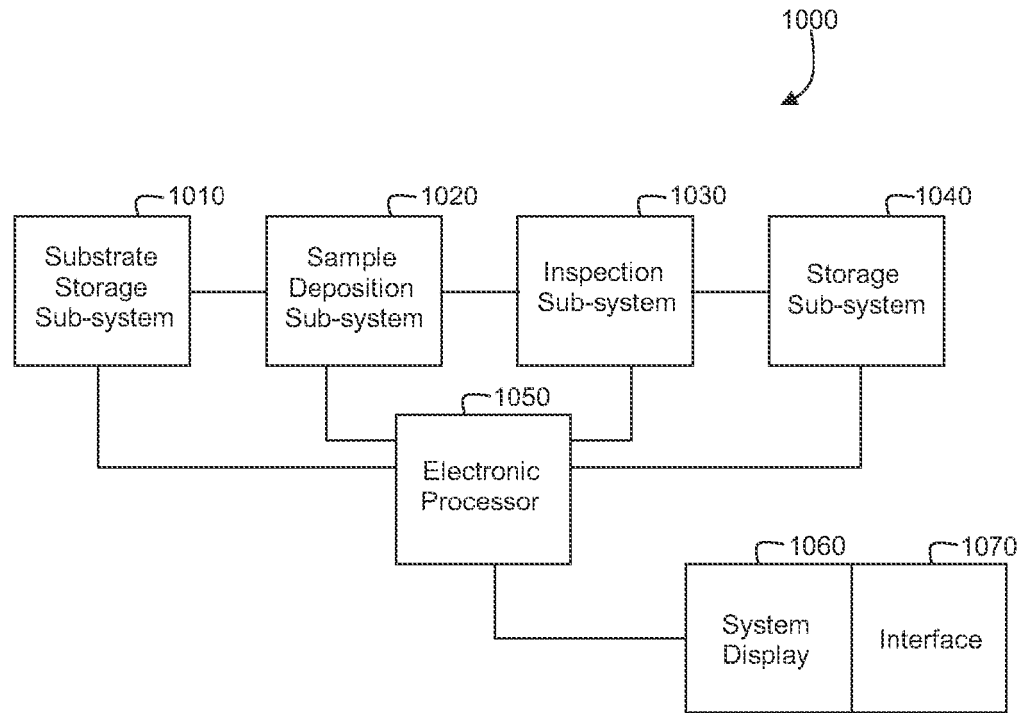 1000
1010
1020
1030
1040
Substrate
Storage
Sub-system
Sample
Deposition
Sub-system
Inspection
Sub-system
Storage
Sub-system
1050
Electronic
Processor
1060
1070
System
Display
Interface